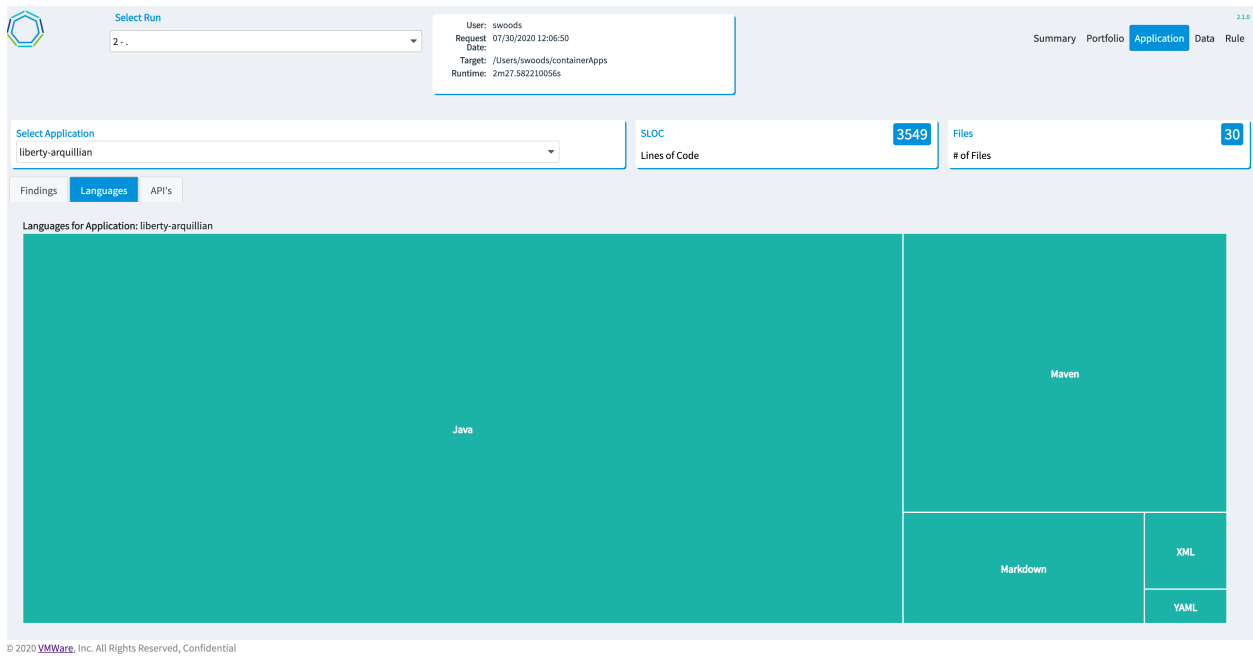 Select Run
2 - .
User: swoods
Request Date: 07/30/2020 12:06:50
Target: /Users/swoods/containerApps
Runtime: 2m27.582210056s
2.1.0
Summary Portfolio Application Data Rule
Select Application
liberty-arquillian
SLOC 3549
Lines of Code
Files 30
# of Files
Findings Languages API's
Languages for Application: liberty-arquillian
Java
Maven
Markdown
XML
YAML
© 2020 VMWare, Inc. All Rights Reserved, Confidential